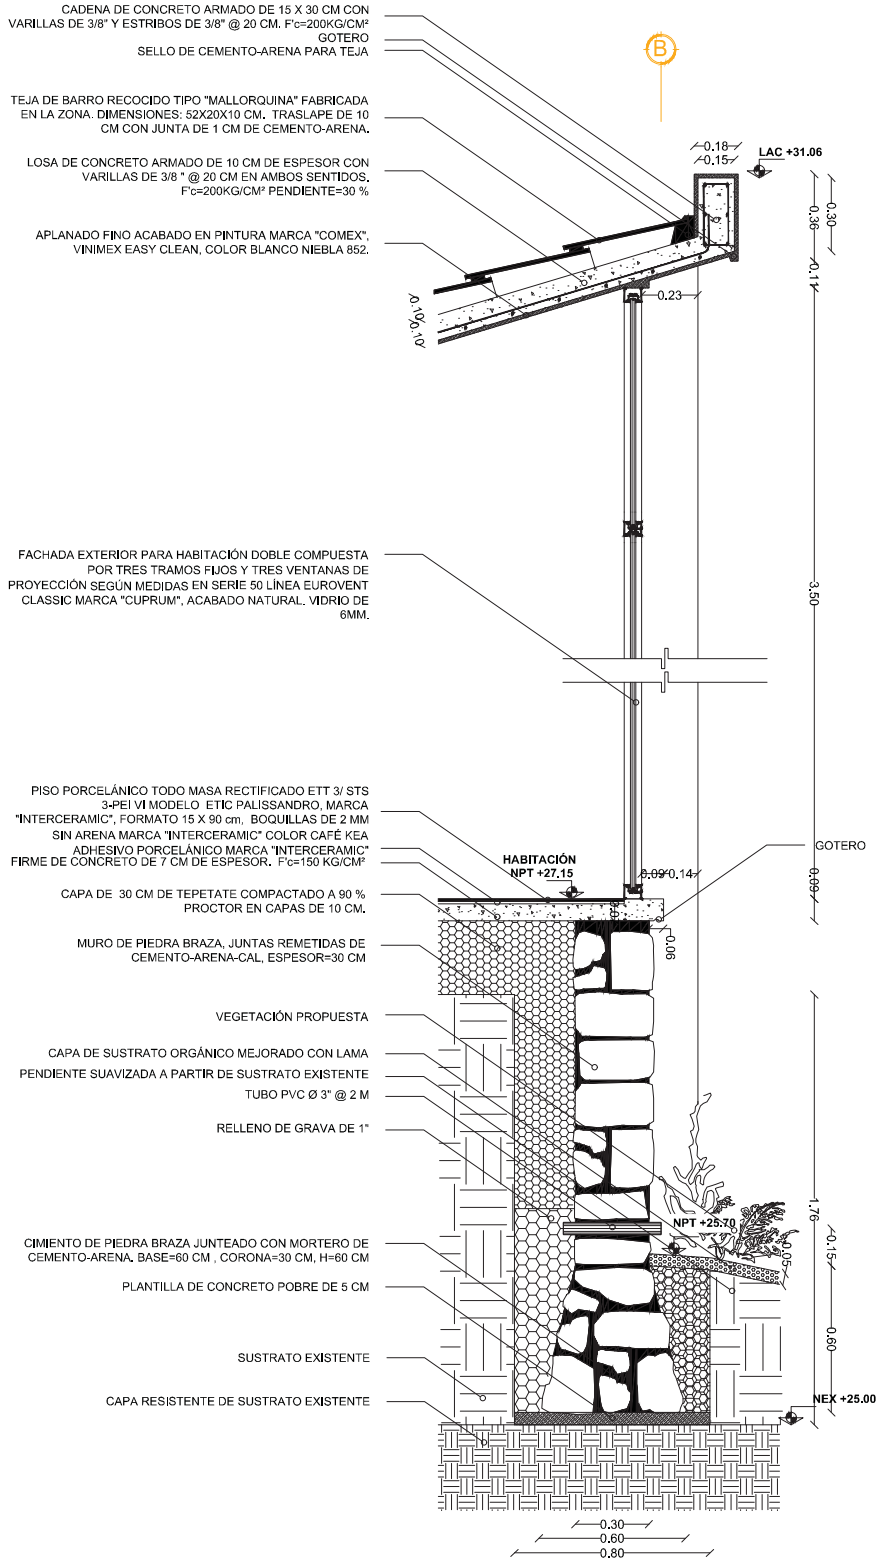 CADENA DE CONCRETO ARMADO DE 15 X 30 CM CON
VARILLAS DE 3/8" Y ESTRIBOS DE 3/8" @ 20 CM. F'c=200KG/CM²
GOTERO
SELLO DE CEMENTO-ARENA PARA TEJA
B
TEJA DE BARRO RECOCIDO TIPO "MALLORQUINA" FABRICADA
EN LA ZONA. DIMENSIONES: 52X20X10 CM. TRASLAPE DE 10
CM CON JUNTA DE 1 CM DE CEMENTO-ARENA.
LOSA DE CONCRETO ARMADO DE 10 CM DE ESPESOR CON
VARILLAS DE 3/8 " @ 20 CM EN AMBOS SENTIDOS.
F'c=200KG/CM² PENDIENTE=30 %
APLANADO FINO ACABADO EN PINTURA MARCA "COMEX",
VINIMEX EASY CLEAN, COLOR BLANCO NIEBLA 852.
0.18
0.15
LAC +31.06
0.30
0.36
0.11
0.23
0.10
0.10
FACHADA EXTERIOR PARA HABITACIÓN DOBLE COMPUESTA
POR TRES TRAMOS FIJOS Y TRES VENTANAS DE
PROYECCIÓN SEGÚN MEDIDAS EN SERIE 50 LÍNEA EUROVENT
CLASSIC MARCA "CUPRUM", ACABADO NATURAL. VIDRIO DE
6MM.
3.50
PISO PORCELÁNICO TODO MASA RECTIFICADO ETT 3/ STS
3-PEI VI MODELO ETIC PALISSANDRO, MARCA
"INTERCERAMIC", FORMATO 15 X 90 cm, BOQUILLAS DE 2 MM
SIN ARENA MARCA "INTERCERAMIC" COLOR CAFÉ KEA
ADHESIVO PORCELÁNICO MARCA "INTERCERAMIC"
FIRME DE CONCRETO DE 7 CM DE ESPESOR. F'c=150 KG/CM²
HABITACIÓN
NPT +27.15
0.09
0.14
GOTERO
0.09
0.06
CAPA DE 30 CM DE TEPETATE COMPACTADO A 90 %
PROCTOR EN CAPAS DE 10 CM.
MURO DE PIEDRA BRAZA, JUNTAS REMETIDAS DE
CEMENTO-ARENA-CAL, ESPESOR=30 CM
VEGETACIÓN PROPUESTA
CAPA DE SUSTRATO ORGÁNICO MEJORADO CON LAMA
PENDIENTE SUAVIZADA A PARTIR DE SUSTRATO EXISTENTE
TUBO PVC Ø 3" @ 2 M
RELLENO DE GRAVA DE 1"
1.76
NPT +25.70
0.15
0.05
CIMIENTO DE PIEDRA BRAZA JUNTEADO CON MORTERO DE
CEMENTO-ARENA. BASE=60 CM , CORONA=30 CM, H=60 CM
PLANTILLA DE CONCRETO POBRE DE 5 CM
0.60
SUSTRATO EXISTENTE
CAPA RESISTENTE DE SUSTRATO EXISTENTE
NEX +25.00
0.30
0.60
0.80